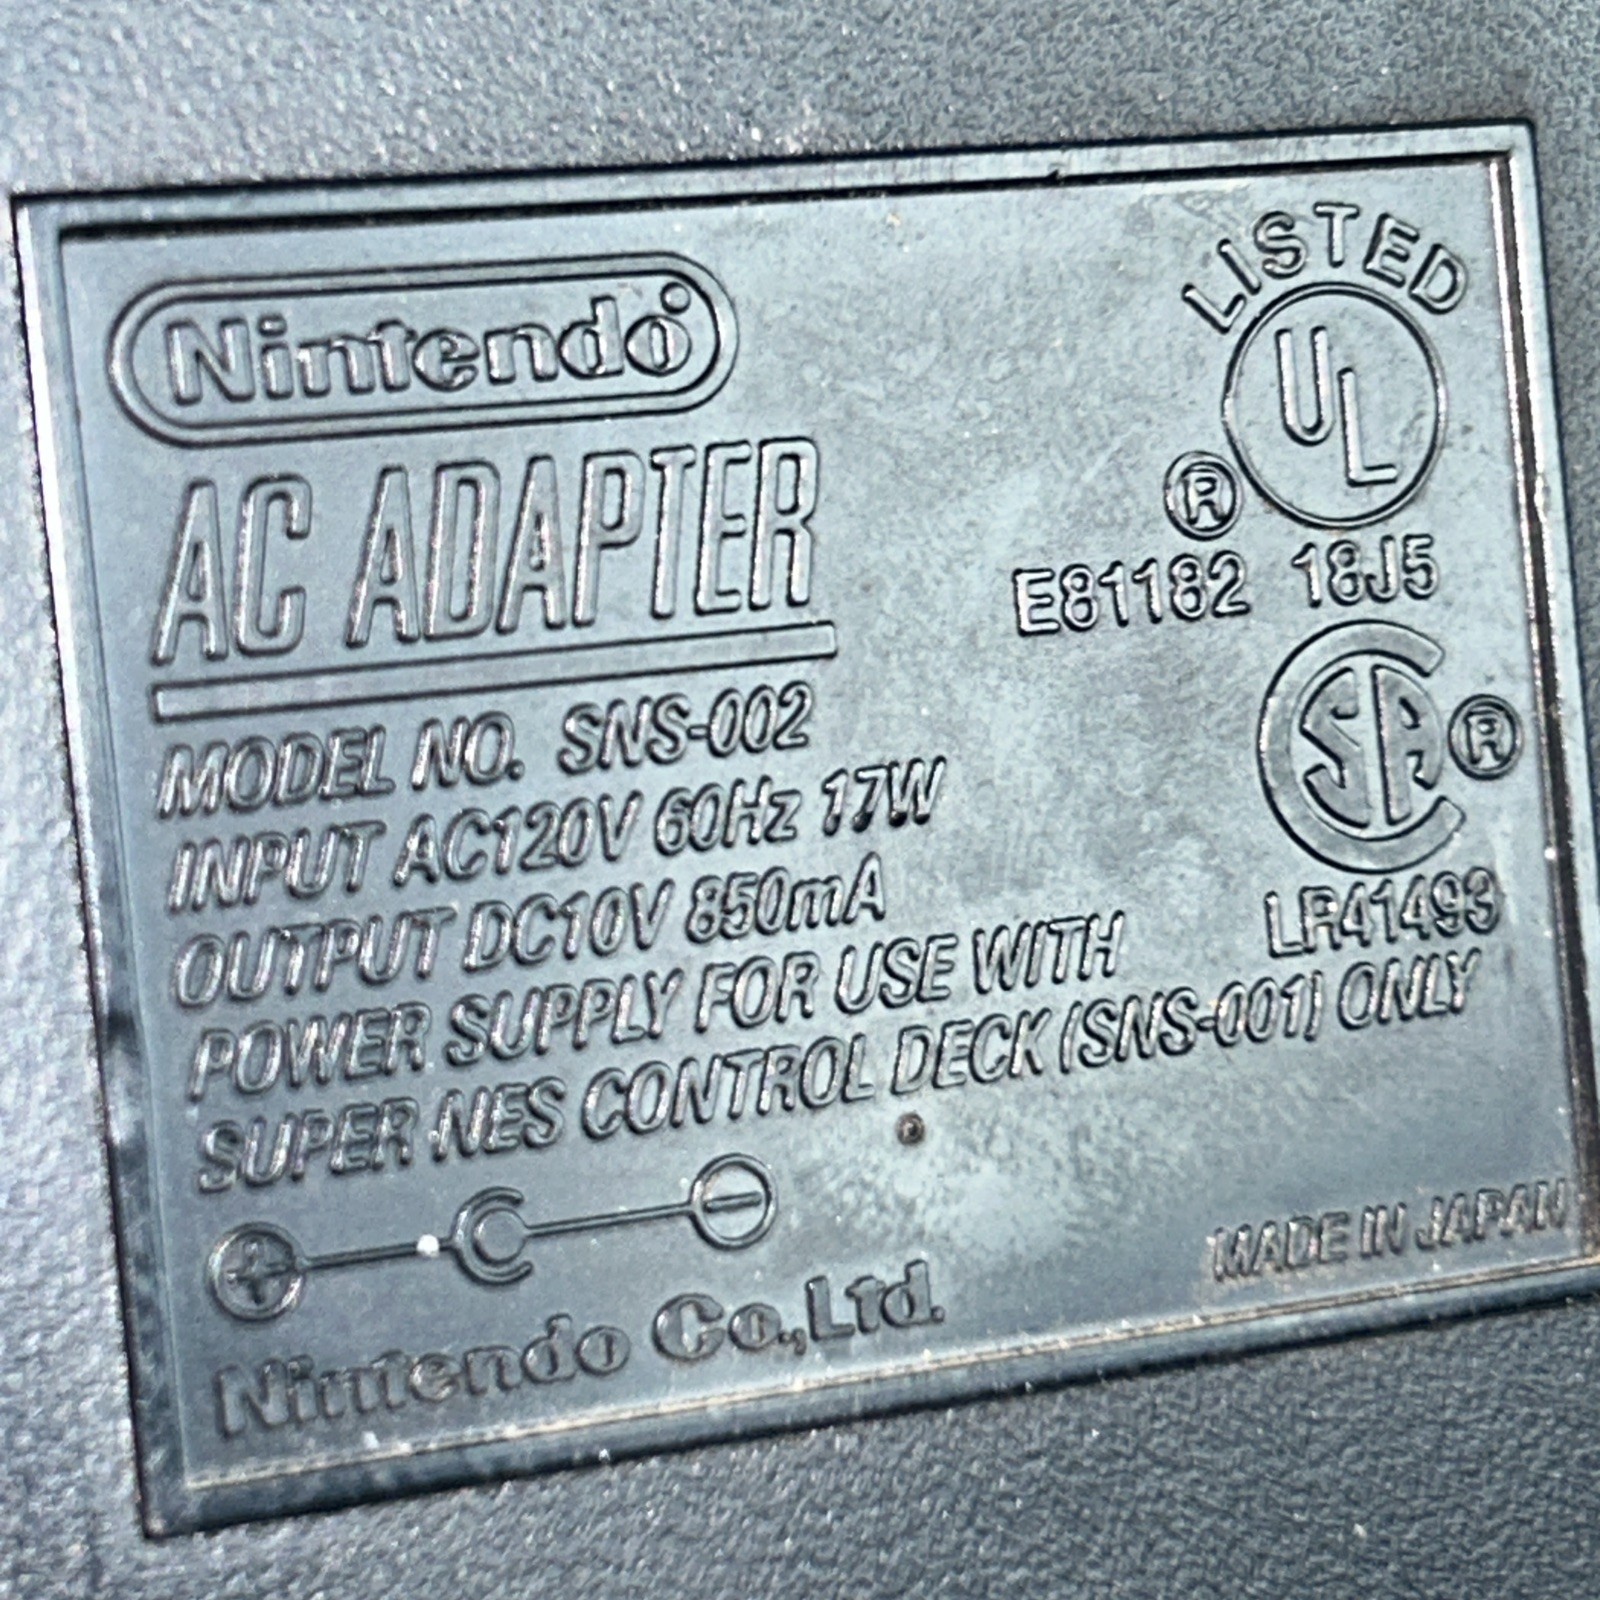 Nintendo®
AC ADAPTER
MODEL NO. SNS-002
INPUT AC120V 60Hz 17W
OUTPUT DC10V 850mA
POWER SUPPLY FOR USE WITH
SUPER NES CONTROL DECK (SNS-001) ONLY
Nintendo Co.,Ltd.
LISTED
UL
®
E81182 18J5
SA ®
LR41493
MADE IN JAPAN